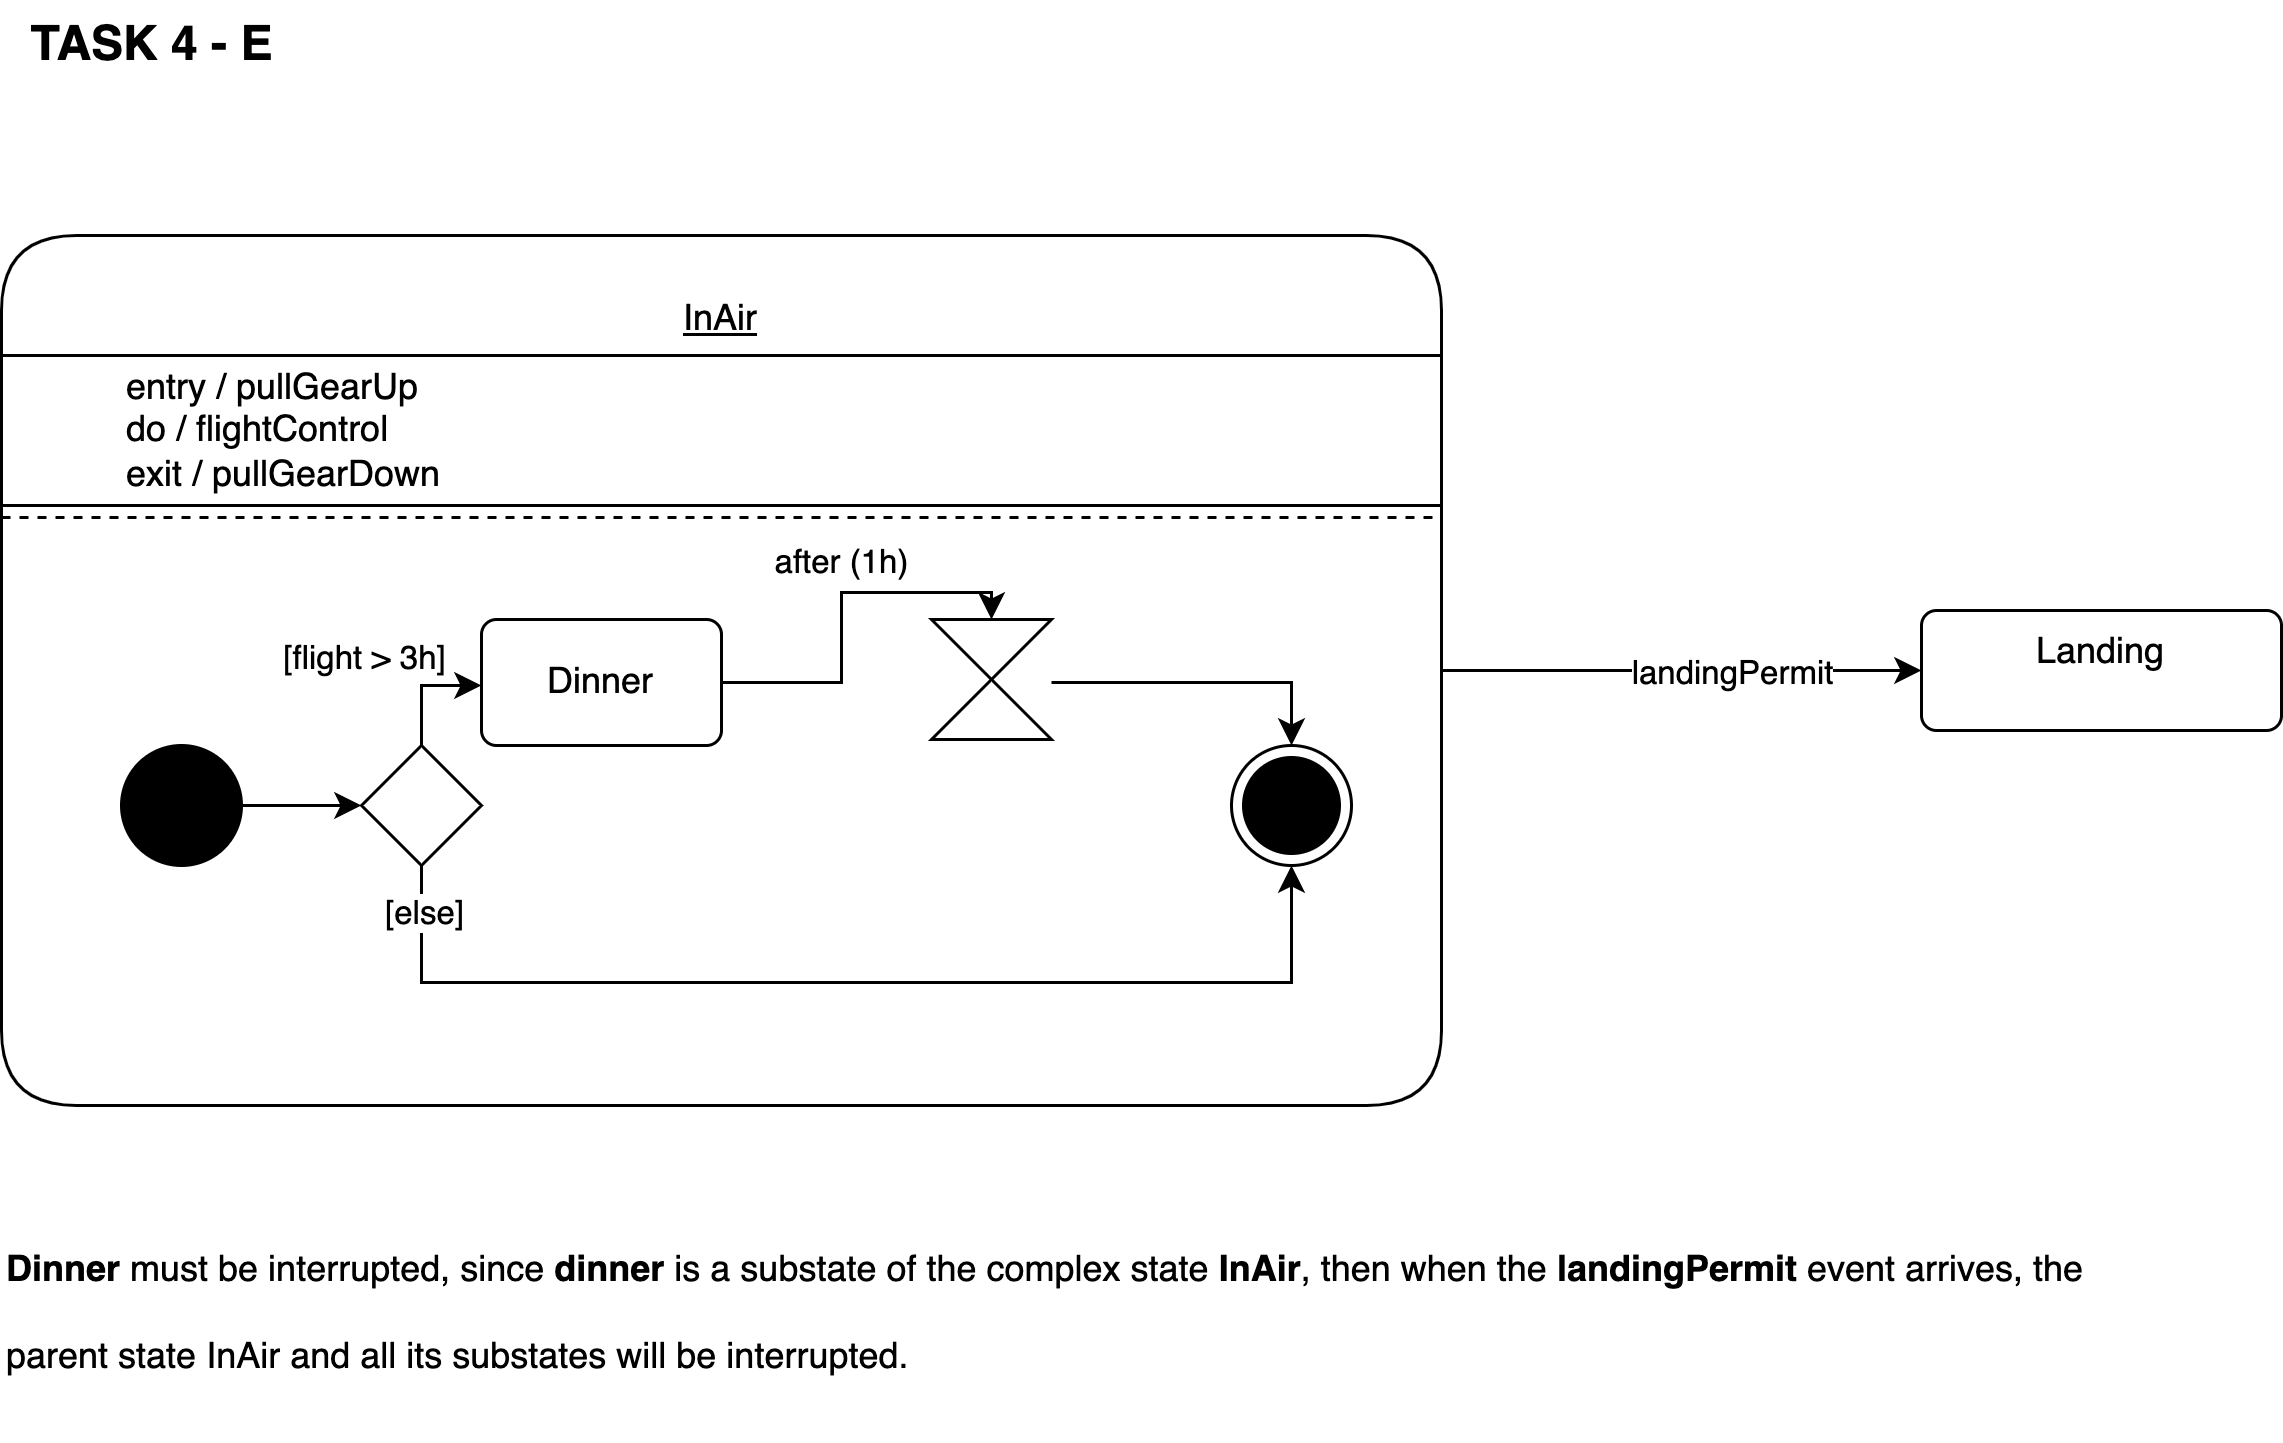 TASK 4 - E
InAir
entry / pullGearUp
do / flightControl
exit / pullGearDown
after (1h)
[flight > 3h]
Dinner
landingPermit
Landing
[else]
Dinner must be interrupted, since dinner is a substate of the complex state InAir, then when the landingPermit event arrives, the
parent state InAir and all its substates will be interrupted.